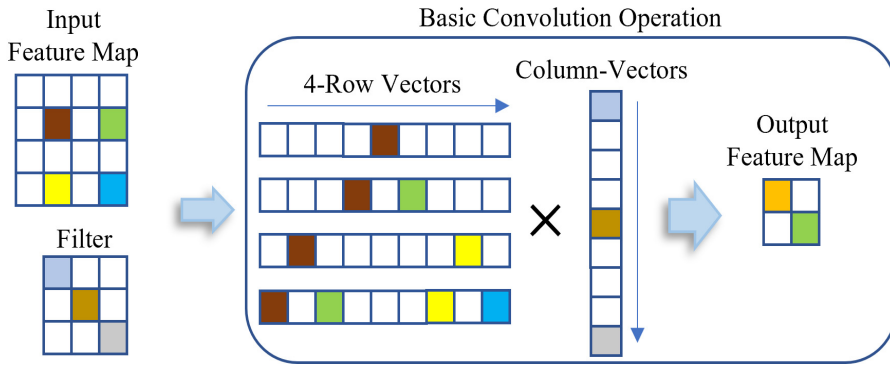 Basic Convolution Operation
Input
Feature Map
4-Row Vectors
Column-Vectors
Output
Feature Map
Filter